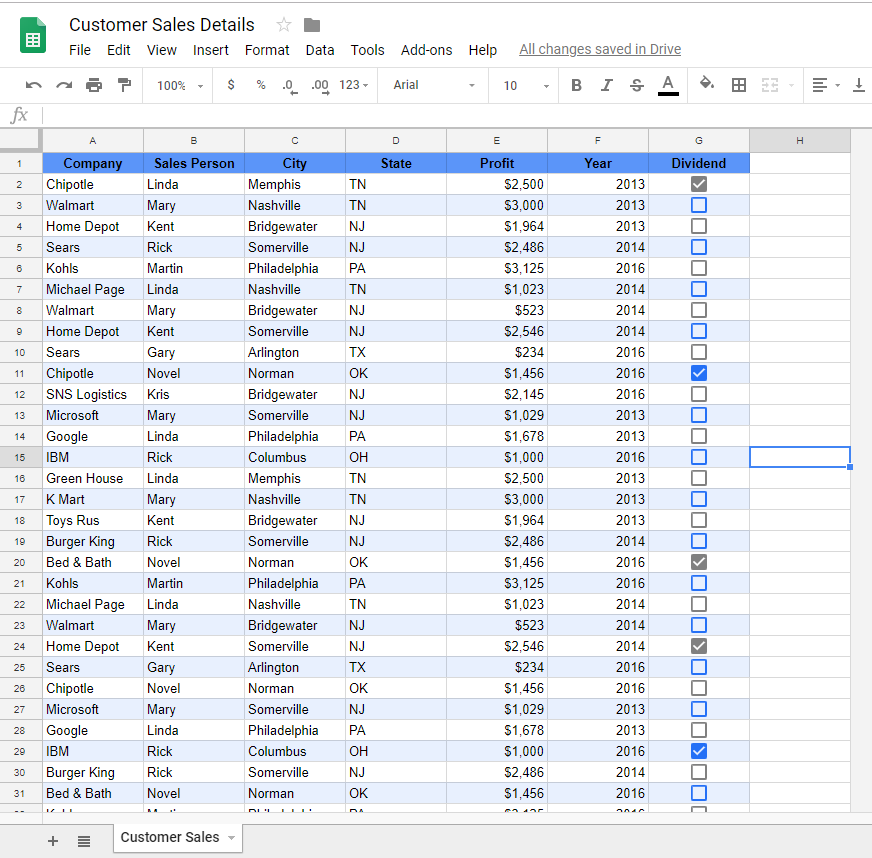 Customer Sales Details
File Edit View Insert Format Data Tools Add-ons Help All changes saved in Drive
100% $ % .0 .00 123 Arial 10 B I S A
fx
A B C D E F G H
1 Company Sales Person City State Profit Year Dividend
2 Chipotle Linda Memphis TN $2,500 2013
3 Walmart Mary Nashville TN $3,000 2013
4 Home Depot Kent Bridgewater NJ $1,964 2013
5 Sears Rick Somerville NJ $2,486 2014
6 Kohls Martin Philadelphia PA $3,125 2016
7 Michael Page Linda Nashville TN $1,023 2014
8 Walmart Mary Bridgewater NJ $523 2014
9 Home Depot Kent Somerville NJ $2,546 2014
10 Sears Gary Arlington TX $234 2016
11 Chipotle Novel Norman OK $1,456 2016
12 SNS Logistics Kris Bridgewater NJ $2,145 2016
13 Microsoft Mary Somerville NJ $1,029 2013
14 Google Linda Philadelphia PA $1,678 2013
15 IBM Rick Columbus OH $1,000 2016
16 Green House Linda Memphis TN $2,500 2013
17 K Mart Mary Nashville TN $3,000 2013
18 Toys Rus Kent Bridgewater NJ $1,964 2013
19 Burger King Rick Somerville NJ $2,486 2014
20 Bed & Bath Novel Norman OK $1,456 2016
21 Kohls Martin Philadelphia PA $3,125 2016
22 Michael Page Linda Nashville TN $1,023 2014
23 Walmart Mary Bridgewater NJ $523 2014
24 Home Depot Kent Somerville NJ $2,546 2014
25 Sears Gary Arlington TX $234 2016
26 Chipotle Novel Norman OK $1,456 2016
27 Microsoft Mary Somerville NJ $1,029 2013
28 Google Linda Philadelphia PA $1,678 2013
29 IBM Rick Columbus OH $1,000 2016
30 Burger King Rick Somerville NJ $2,486 2014
31 Bed & Bath Novel Norman OK $1,456 2016
Customer Sales